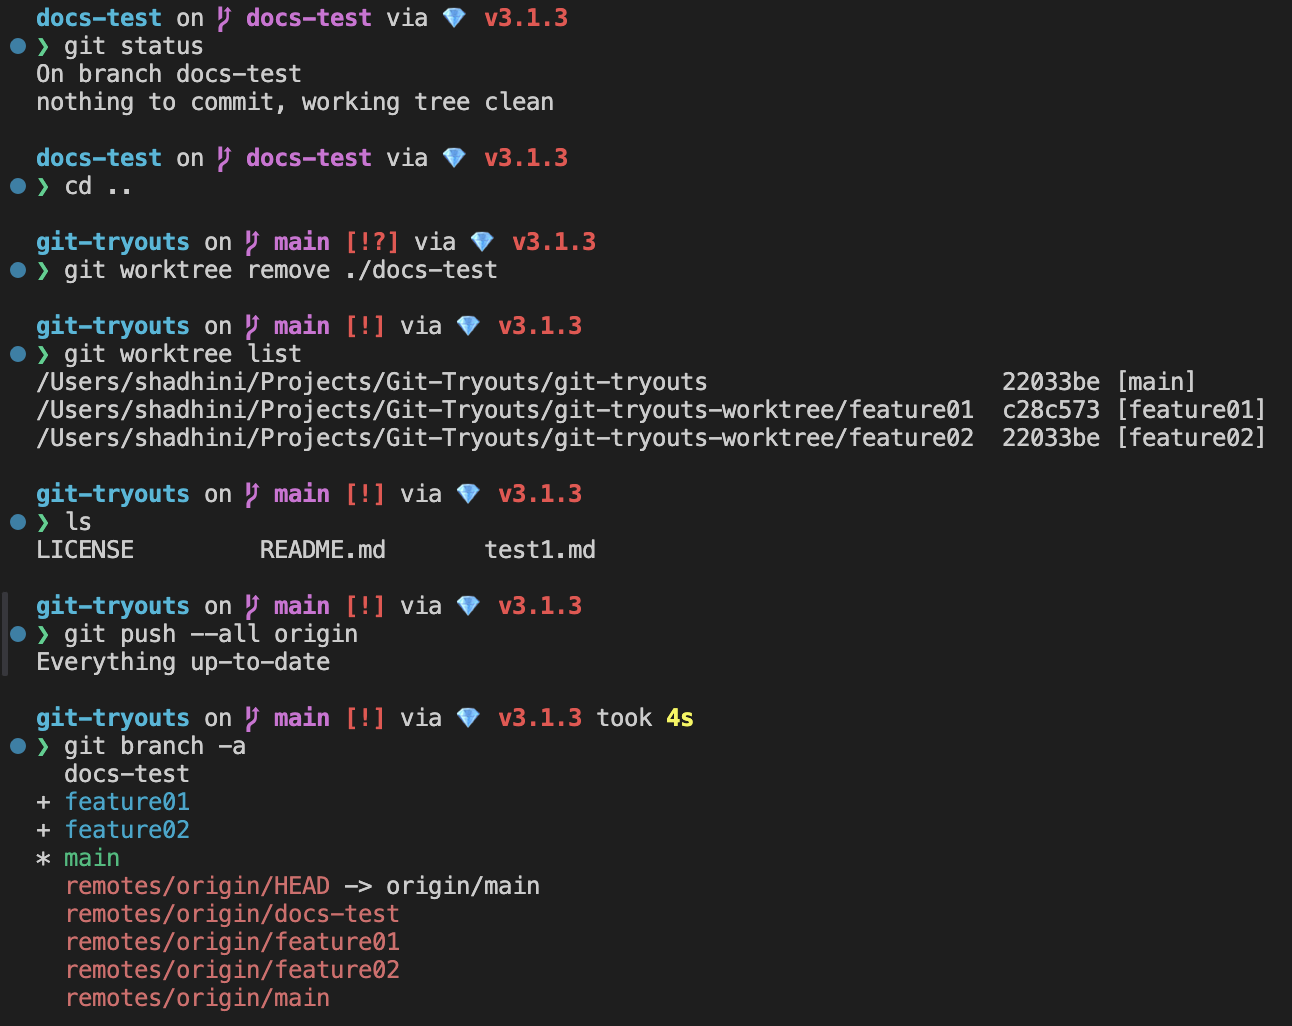 docs-test on docs-test via 💎 v3.1.3
❯ git status
On branch docs-test
nothing to commit, working tree clean
docs-test on docs-test via 💎 v3.1.3
❯ cd ..
git-tryouts on main [!?] via 💎 v3.1.3
❯ git worktree remove ./docs-test
git-tryouts on main [!] via 💎 v3.1.3
❯ git worktree list
/Users/shadhini/Projects/Git-Tryouts/git-tryouts 22033be [main]
/Users/shadhini/Projects/Git-Tryouts/git-tryouts-worktree/feature01 c28c573 [feature01]
/Users/shadhini/Projects/Git-Tryouts/git-tryouts-worktree/feature02 22033be [feature02]
git-tryouts on main [!] via 💎 v3.1.3
❯ ls
LICENSE README.md test1.md
git-tryouts on main [!] via 💎 v3.1.3
❯ git push --all origin
Everything up-to-date
git-tryouts on main [!] via 💎 v3.1.3 took 4s
❯ git branch -a
docs-test
+ feature01
+ feature02
* main
remotes/origin/HEAD -> origin/main
remotes/origin/docs-test
remotes/origin/feature01
remotes/origin/feature02
remotes/origin/main